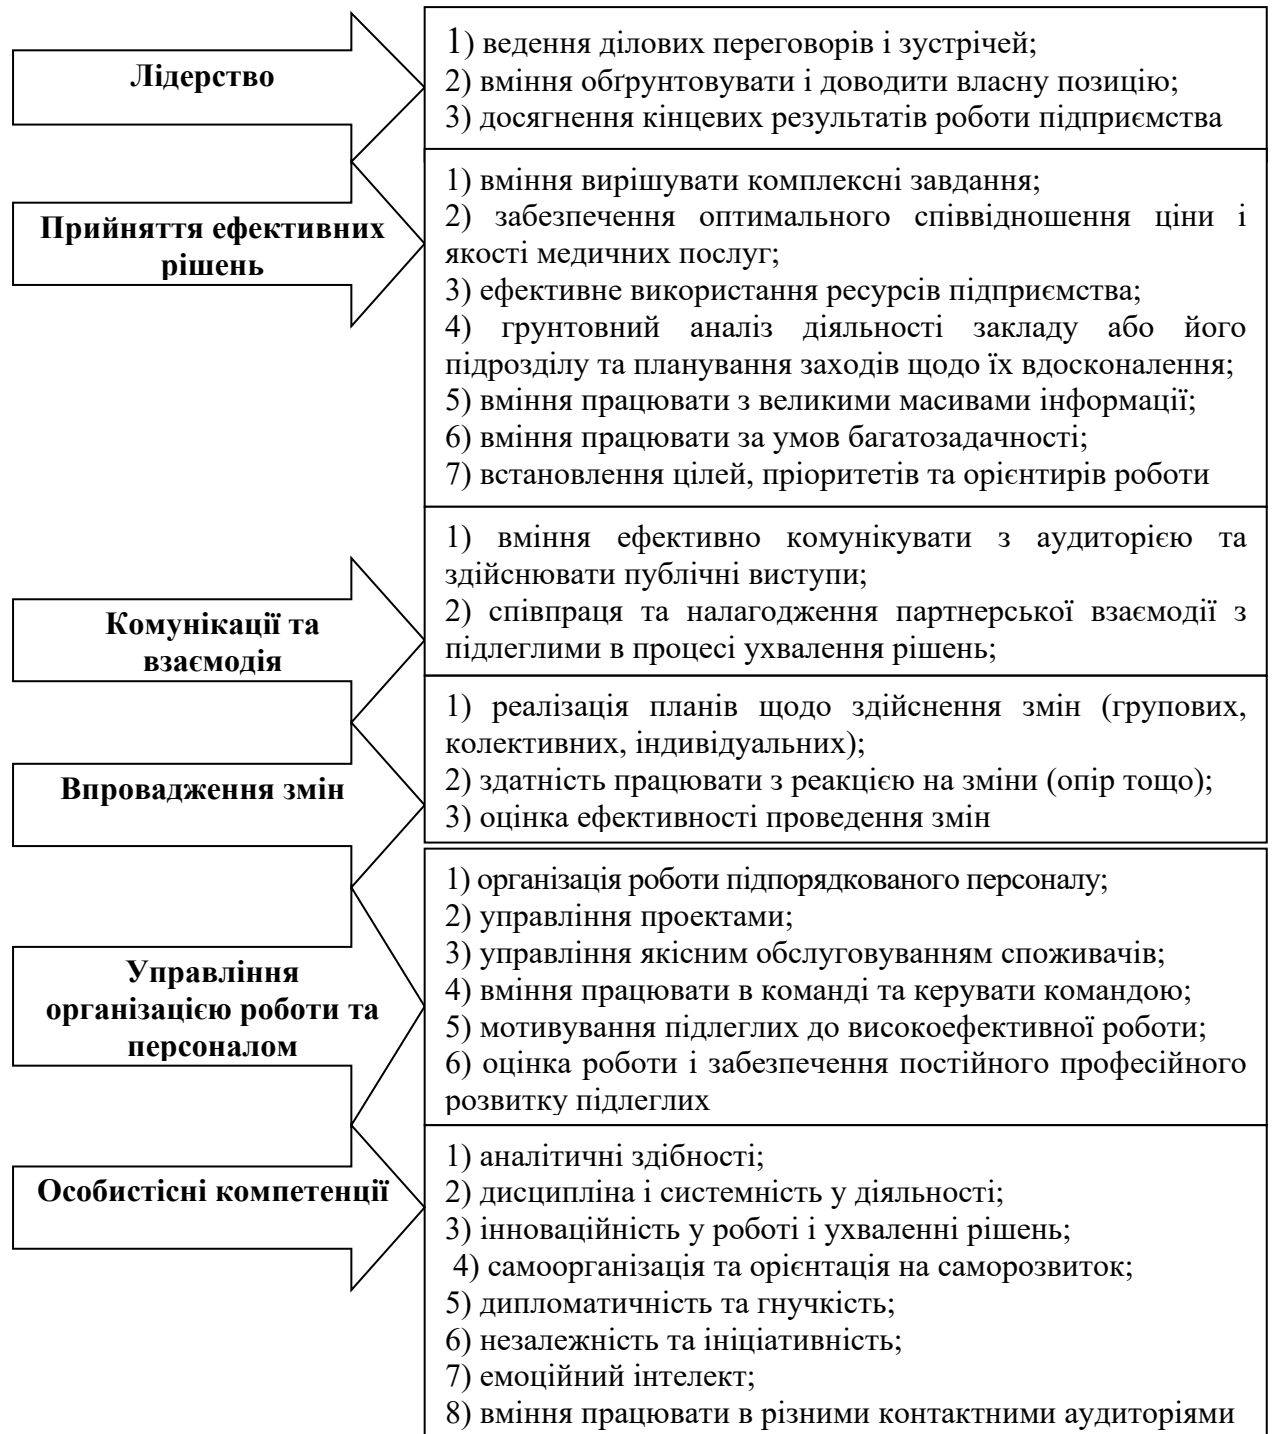 Лідерство
1) ведення ділових переговорів і зустрічей;
2) вміння обґрунтовувати і доводити власну позицію;
3) досягнення кінцевих результатів роботи підприємства
Прийняття ефективних
рішень
1) вміння вирішувати комплексні завдання;
2) забезпечення оптимального співвідношення ціни і
якості медичних послуг;
3) ефективне використання ресурсів підприємства;
4) грунтовний аналіз діяльності закладу або його
підрозділу та планування заходів щодо їх вдосконалення;
5) вміння працювати з великими масивами інформації;
6) вміння працювати за умов багатозадачності;
7) встановлення цілей, пріоритетів та орієнтирів роботи
Комунікації та
взаємодія
1) вміння ефективно комунікувати з аудиторією та
здійснювати публічні виступи;
2) співпраця та налагодження партнерської взаємодії з
підлеглими в процесі ухвалення рішень;
Впровадження змін
1) реалізація планів щодо здійснення змін (групових,
колективних, індивідуальних);
2) здатність працювати з реакцією на зміни (опір тощо);
3) оцінка ефективності проведення змін
Управління
організацією роботи та
персоналом
1) організація роботи підпорядкованого персоналу;
2) управління проектами;
3) управління якісним обслуговуванням споживачів;
4) вміння працювати в команді та керувати командою;
5) мотивування підлеглих до високоефективної роботи;
6) оцінка роботи і забезпечення постійного професійного
розвитку підлеглих
Особистісні компетенції
1) аналітичні здібності;
2) дисципліна і системність у діяльності;
3) інноваційність у роботі і ухваленні рішень;
4) самоорганізація та орієнтація на саморозвиток;
5) дипломатичність та гнучкість;
6) незалежність та ініціативність;
7) емоційний інтелект;
8) вміння працювати в різними контактними аудиторіями